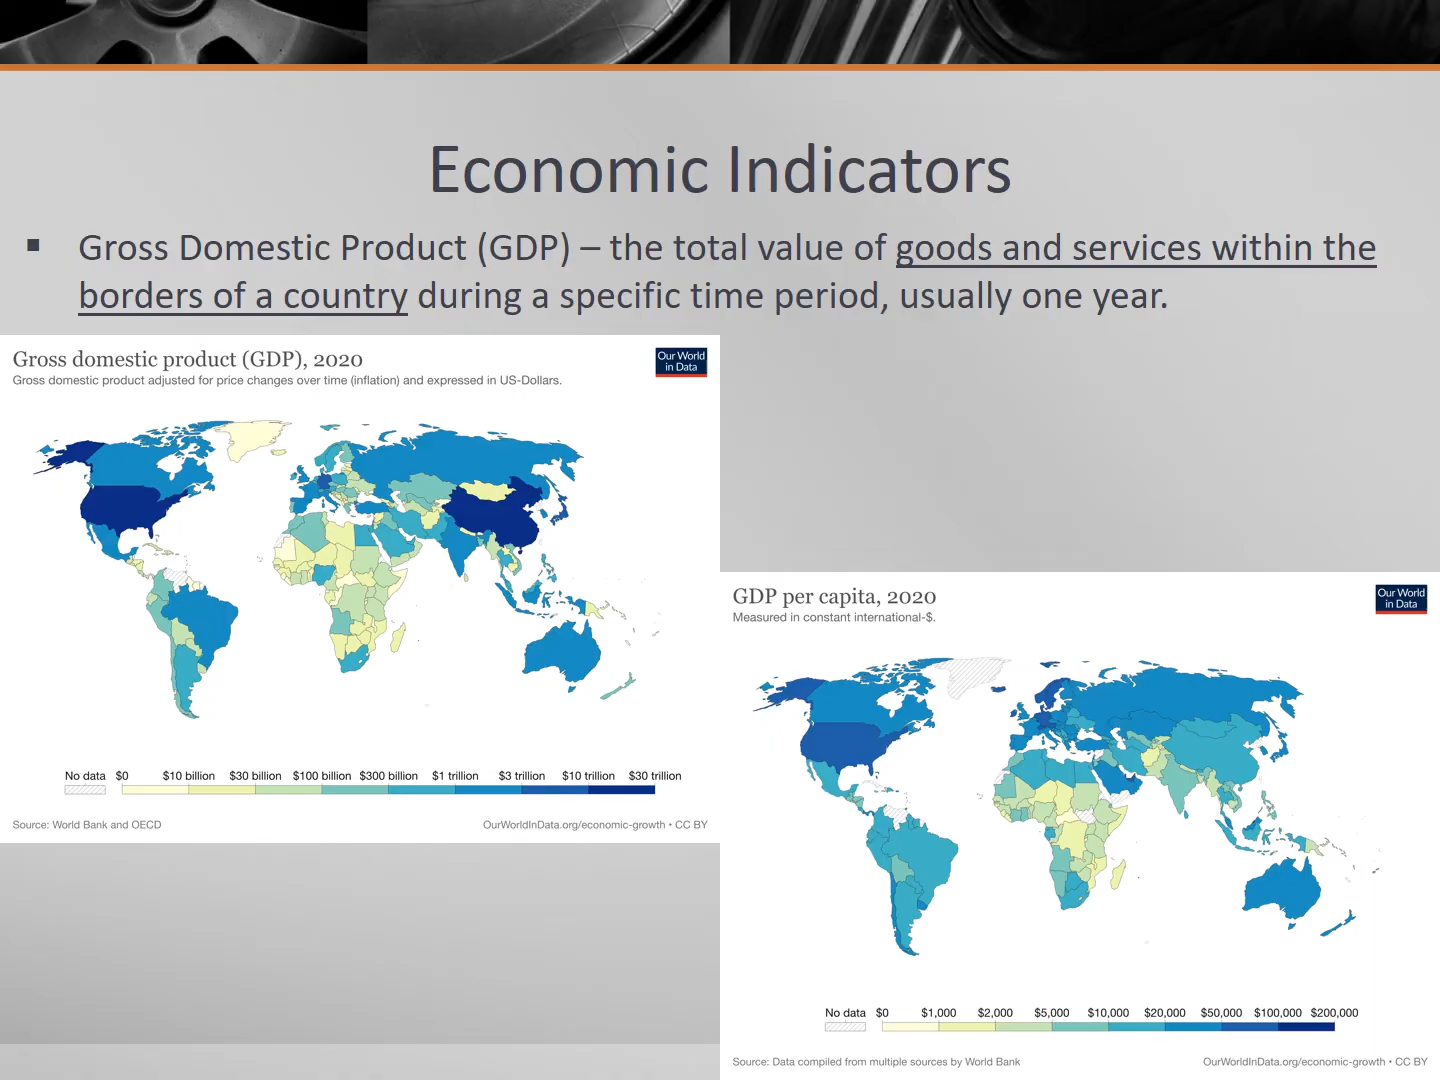 Economic Indicators
▪ Gross Domestic Product (GDP) – the total value of goods and services within the
borders of a country during a specific time period, usually one year.
Gross domestic product (GDP), 2020
Gross domestic product adjusted for price changes over time (inflation) and expressed in US-Dollars.
Our World
in Data
No data $0 $10 billion $30 billion $100 billion $300 billion $1 trillion $3 trillion $10 trillion $30 trillion
Source: World Bank and OECD
OurWorldInData.org/economic-growth • CC BY
GDP per capita, 2020
Measured in constant international-$.
Our World
in Data
No data $0 $1,000 $2,000 $5,000 $10,000 $20,000 $50,000 $100,000 $200,000
Source: Data compiled from multiple sources by World Bank
OurWorldInData.org/economic-growth • CC BY